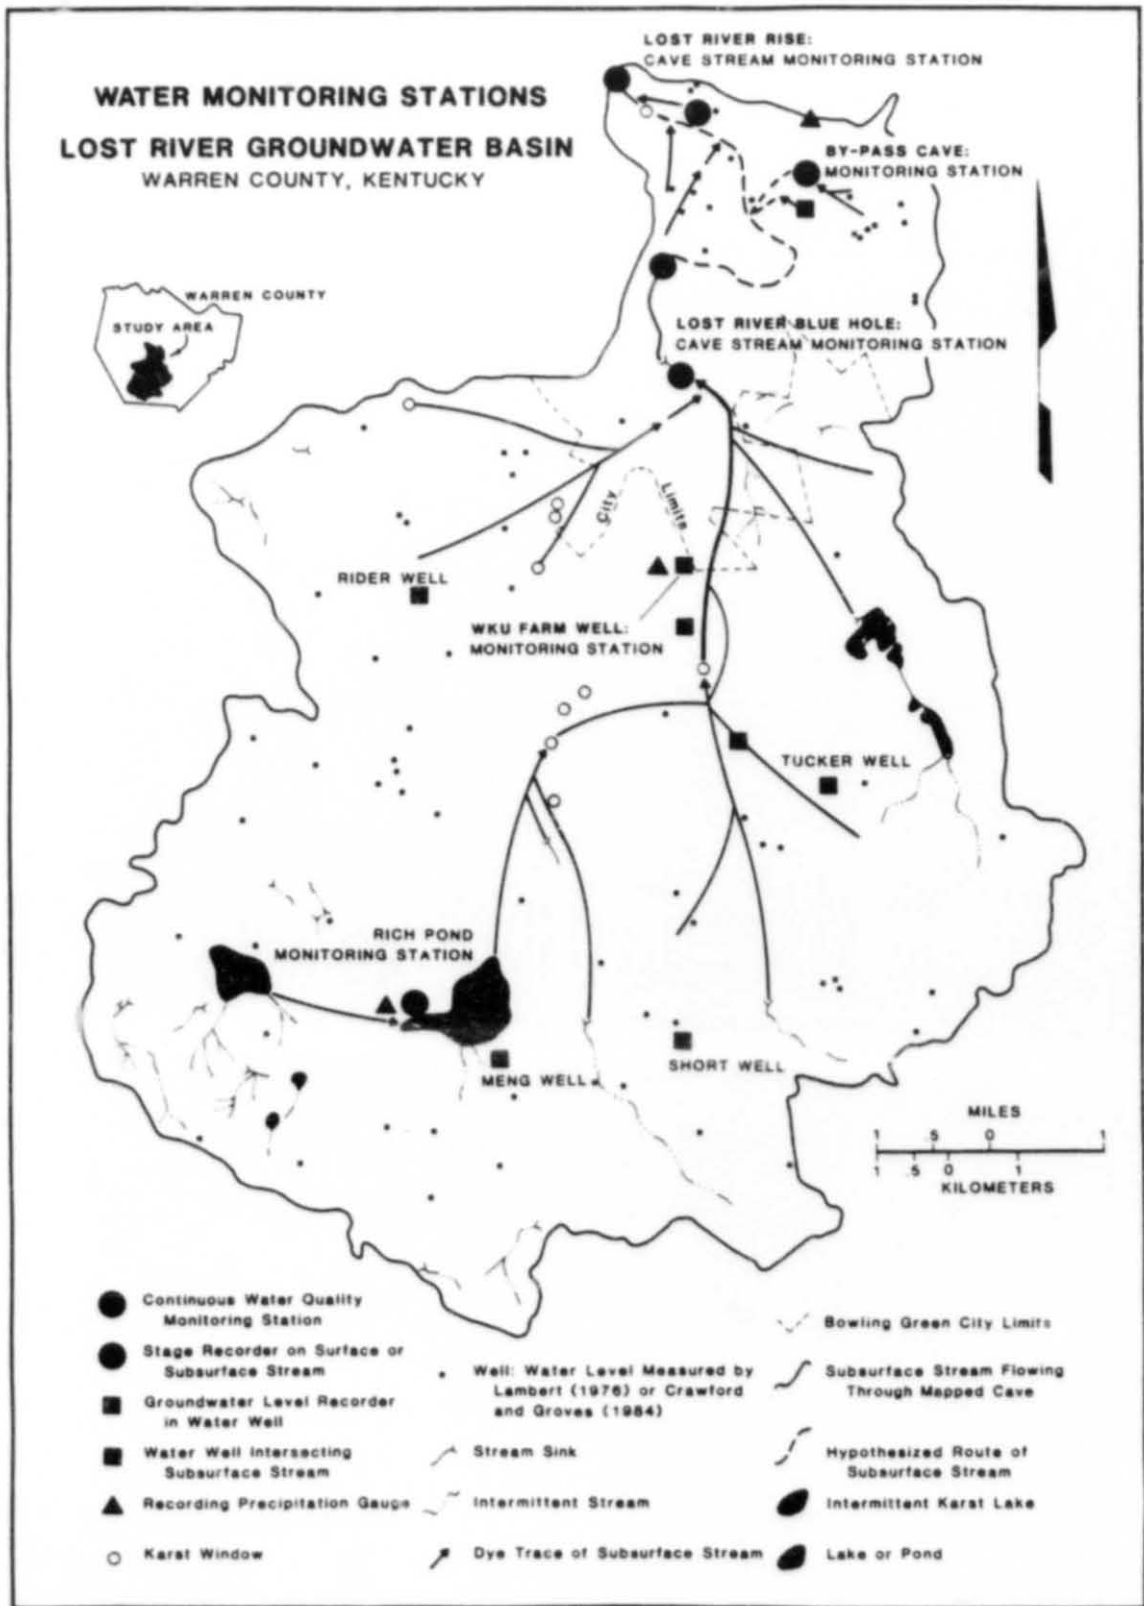 LOST RIVER RISE:
CAVE STREAM MONITORING STATION
WATER MONITORING STATIONS
LOST RIVER GROUNDWATER BASIN
WARREN COUNTY, KENTUCKY
BY-PASS CAVE:
MONITORING STATION
WARREN COUNTY
STUDY AREA
LOST RIVER BLUE HOLE:
CAVE STREAM MONITORING STATION
City Limits
RIDER WELL
WKU FARM WELL:
MONITORING STATION
TUCKER WELL
RICH POND
MONITORING STATION
MENG WELL
SHORT WELL
MILES
1 .5 0 1
1 .5 0 1
KILOMETERS
Continuous Water Quality
Monitoring Station
Stage Recorder on Surface or
Subsurface Stream
Groundwater Level Recorder
in Water Well
Water Well Intersecting
Subsurface Stream
Recording Precipitation Gauge
Karst Window
Well: Water Level Measured by
Lambert (1976) or Crawford
and Groves (1984)
Stream Sink
Intermittent Stream
Dye Trace of Subsurface Stream
Bowling Green City Limits
Subsurface Stream Flowing
Through Mapped Cave
Hypothesized Route of
Subsurface Stream
Intermittent Karst Lake
Lake or Pond